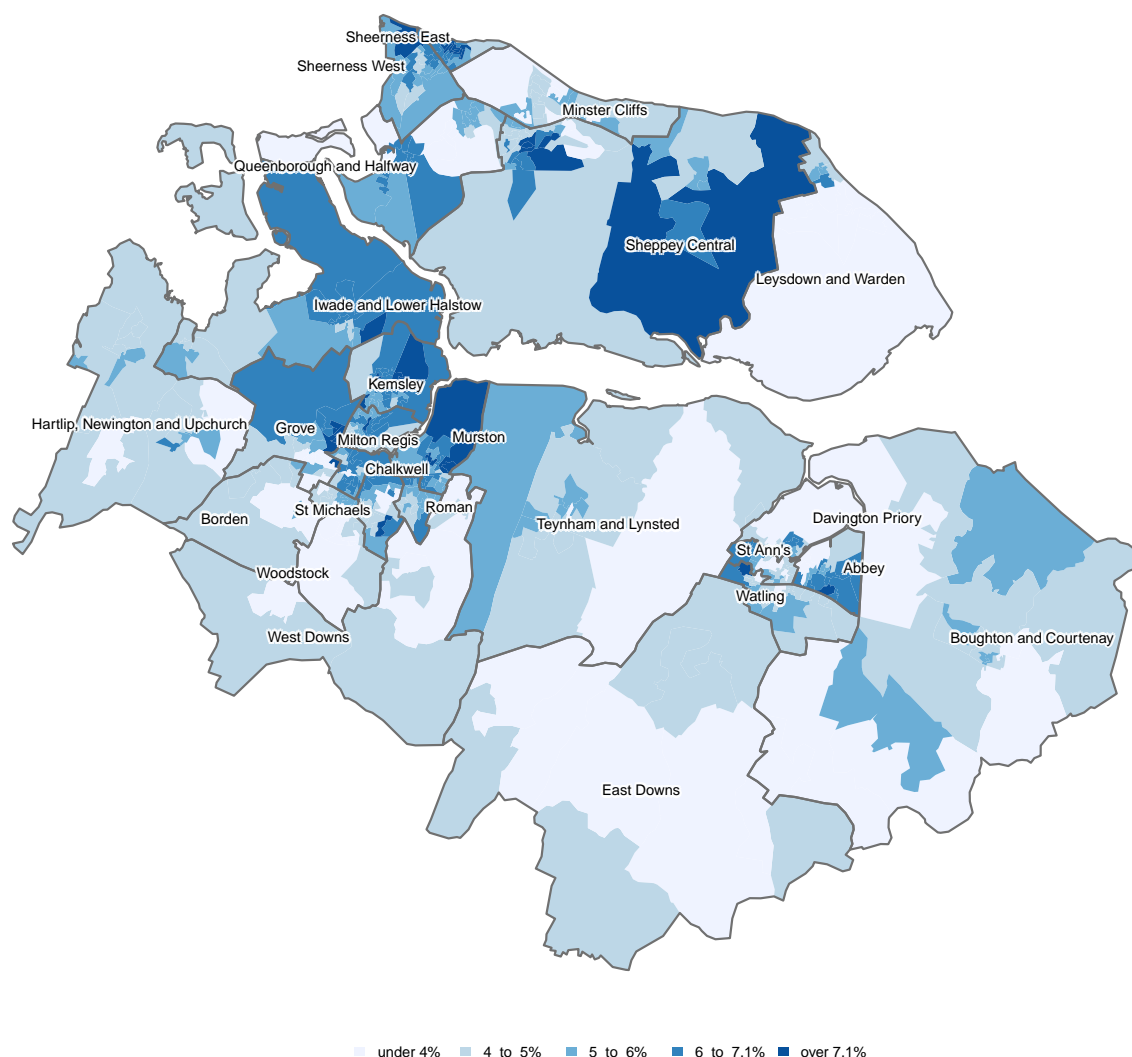 Sheerness East
Sheerness West
Minster Cliffs
Queenborough and Halfway
Sheppey Central
Leysdown and Warden
Iwade and Lower Halstow
Kemsley
Hartlip, Newington and Upchurch
Grove
Milton Regis
Murston
Chalkwell
Borden
St Michaels
Roman
Teynham and Lynsted
Davington Priory
St Ann's
Abbey
Woodstock
Watling
West Downs
Boughton and Courtenay
East Downs
under 4% 4 to 5% 5 to 6% 6 to 7.1% over 7.1%